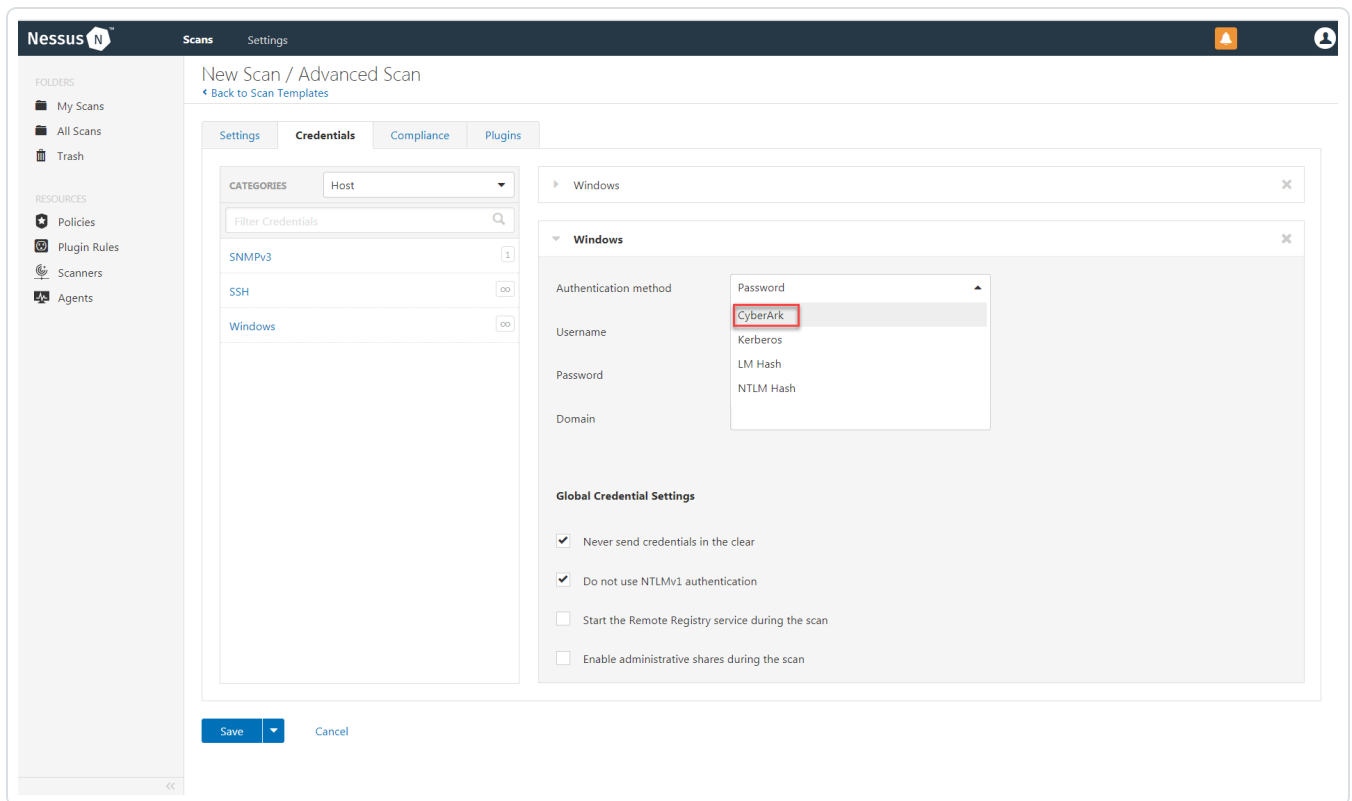 Nessus N ™
Scans Settings
New Scan / Advanced Scan
Back to Scan Templates
FOLDERS
My Scans
All Scans
Trash
RESOURCES
Policies
Plugin Rules
Scanners
Agents
Settings Credentials Compliance Plugins
CATEGORIES Host
Filter Credentials
SNMPv3 1
SSH ∞
Windows ∞
Windows
Windows
Authentication method Password
CyberArk
Kerberos
LM Hash
NTLM Hash
Username
Password
Domain
Global Credential Settings
Never send credentials in the clear
Do not use NTLMv1 authentication
Start the Remote Registry service during the scan
Enable administrative shares during the scan
Save Cancel